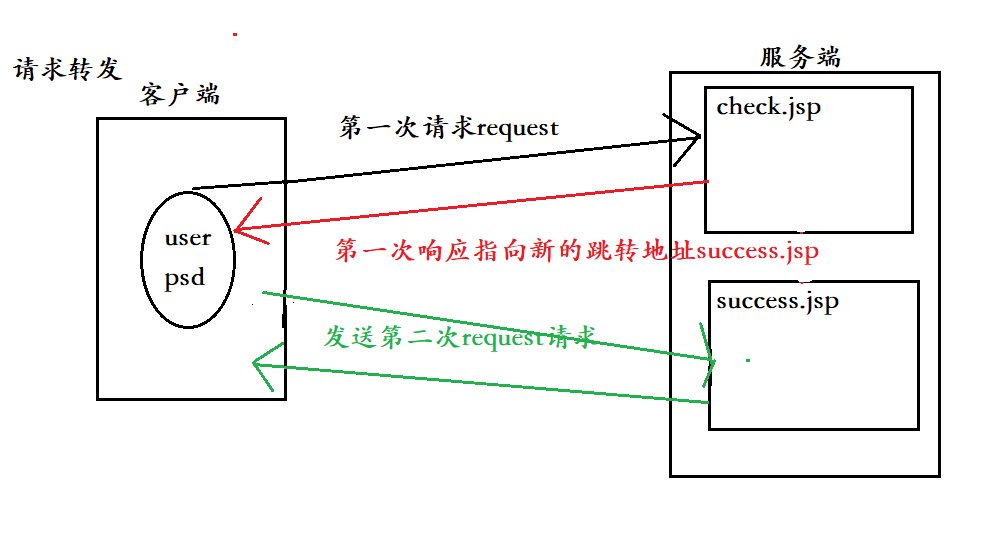 请求转发
客户端
服务端
第一次请求request
check.jsp
user
psd
第一次响应指向新的跳转地址success.jsp
success.jsp
发送第二次request请求